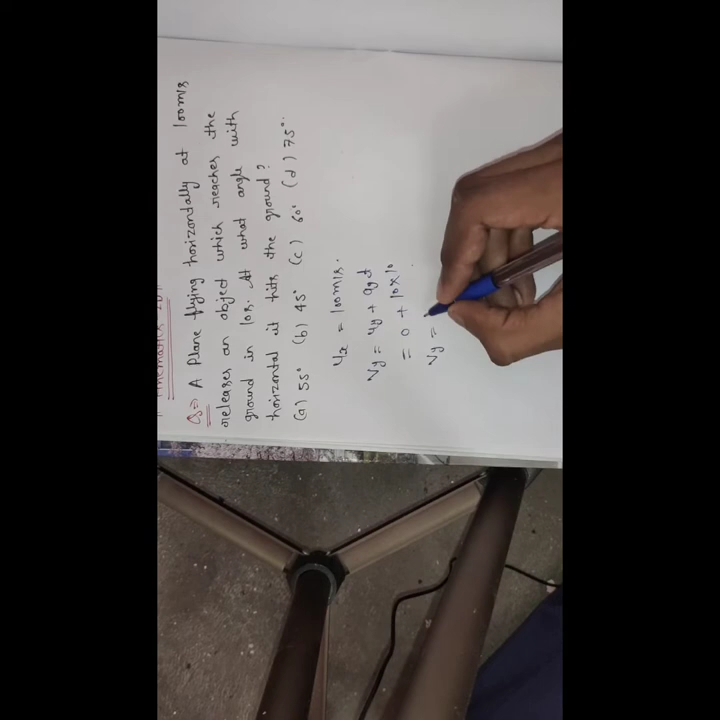 Q⇒ A Plane flying horizontally at 100m/s
releases an object which reaches the
ground in 10s. At what angle with
horizontal it hits the ground?
(a) 55° (b) 45° (c) 60° (d) 75°.
ux = 100m/s.
Vy = uy + ayt
= 0 + 10×10
Vy =